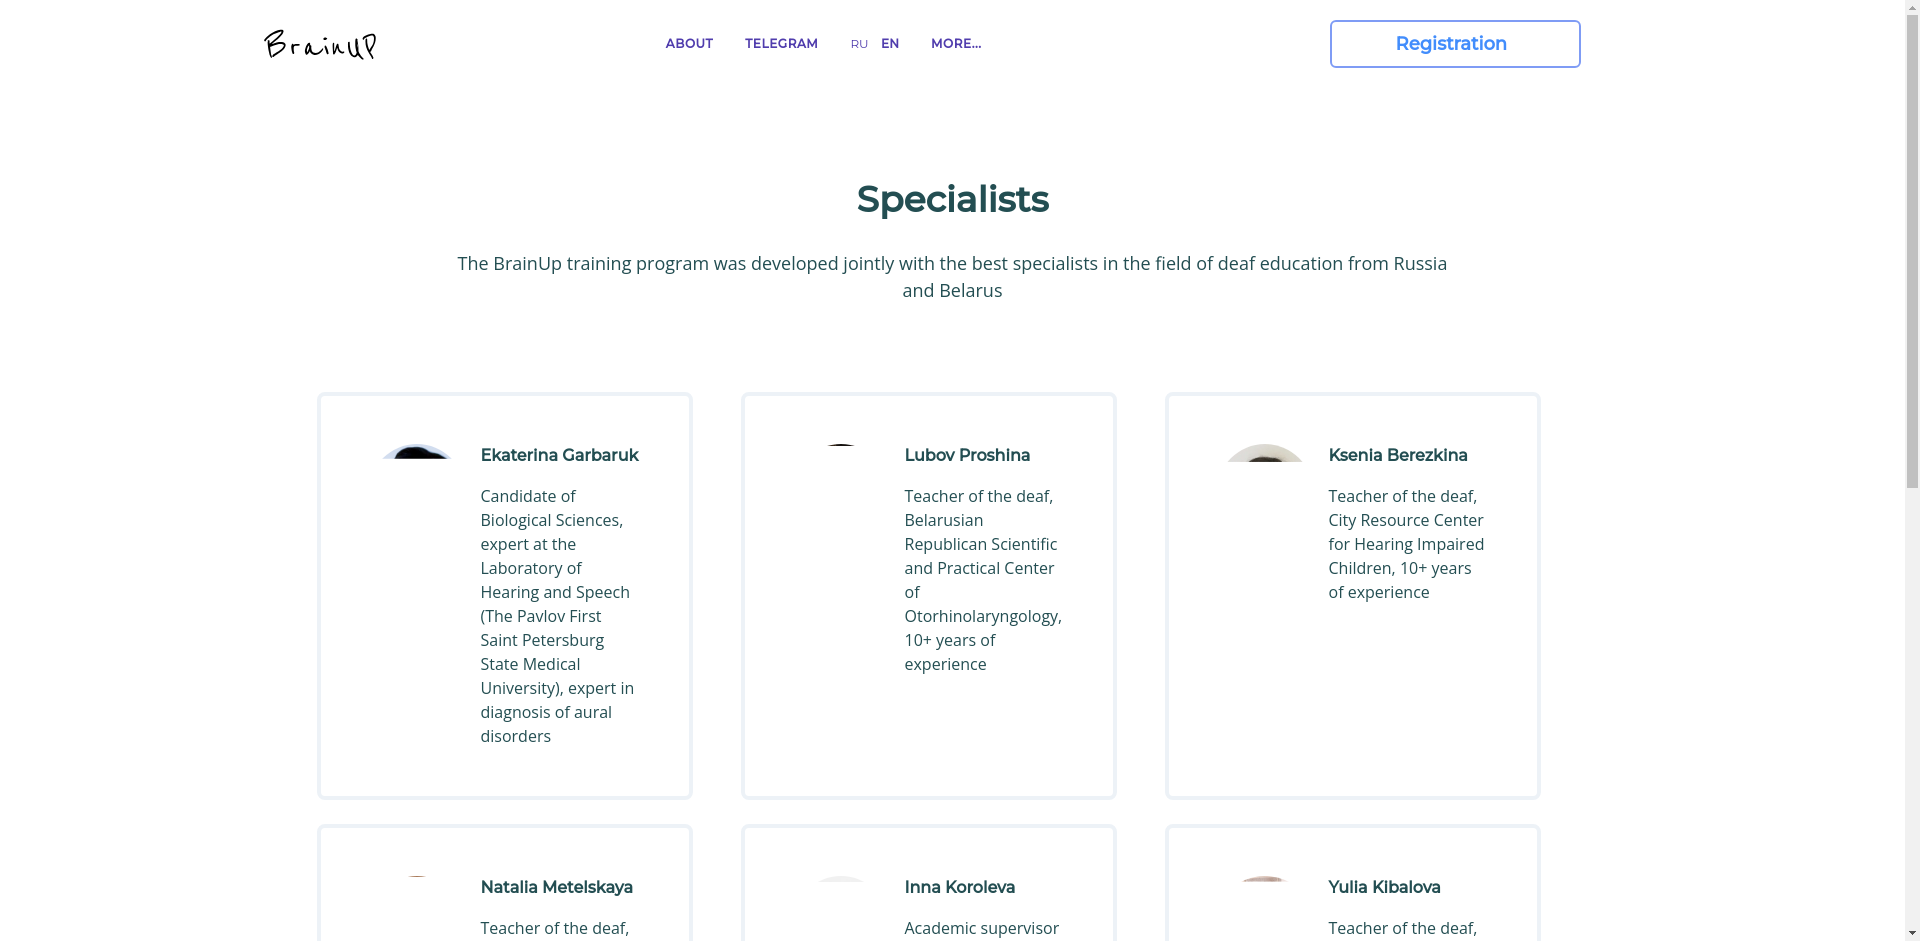 BrainUP
ABOUT TELEGRAM RU EN MORE...
Registration
Specialists
The BrainUp training program was developed jointly with the best specialists in the field of deaf education from Russia
and Belarus
Ekaterina Garbaruk
Candidate of
Biological Sciences,
expert at the
Laboratory of
Hearing and Speech
(The Pavlov First
Saint Petersburg
State Medical
University), expert in
diagnosis of aural
disorders
Lubov Proshina
Teacher of the deaf,
Belarusian
Republican Scientific
and Practical Center
of
Otorhinolaryngology,
10+ years of
experience
Ksenia Berezkina
Teacher of the deaf,
City Resource Center
for Hearing Impaired
Children, 10+ years
of experience
Natalia Metelskaya
Teacher of the deaf,
Inna Koroleva
Academic supervisor
Yulia Kibalova
Teacher of the deaf,